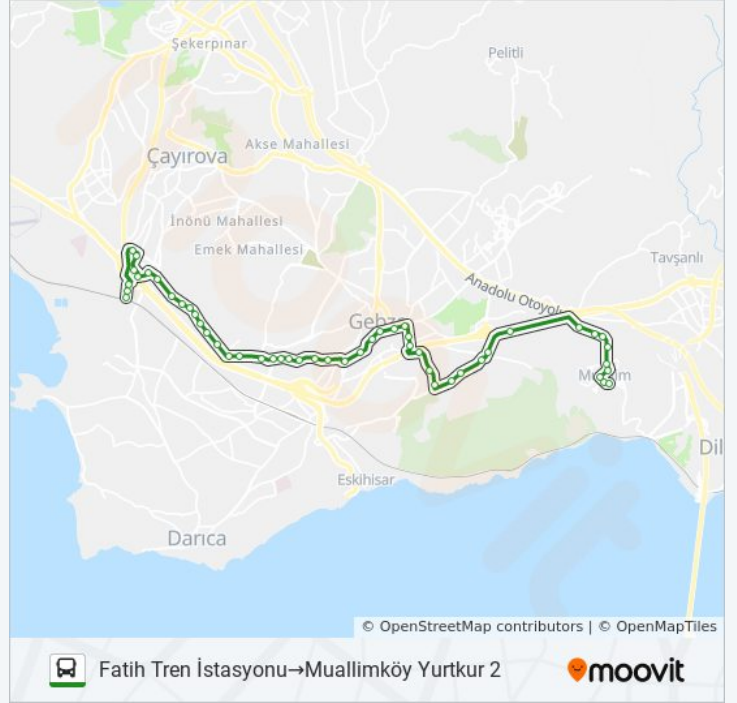 Şekerpınar
Pelitli
Akse Mahallesi
Çayırova
İnönü Mahallesi
Emek Mahallesi
Tavşanlı
Anadolu Otoyolu
Gebze
Dil
Eskihisar
Darıca
© OpenStreetMap contributors | © OpenMapTiles
Fatih Tren İstasyonu→Muallimköy Yurtkur 2
moovit